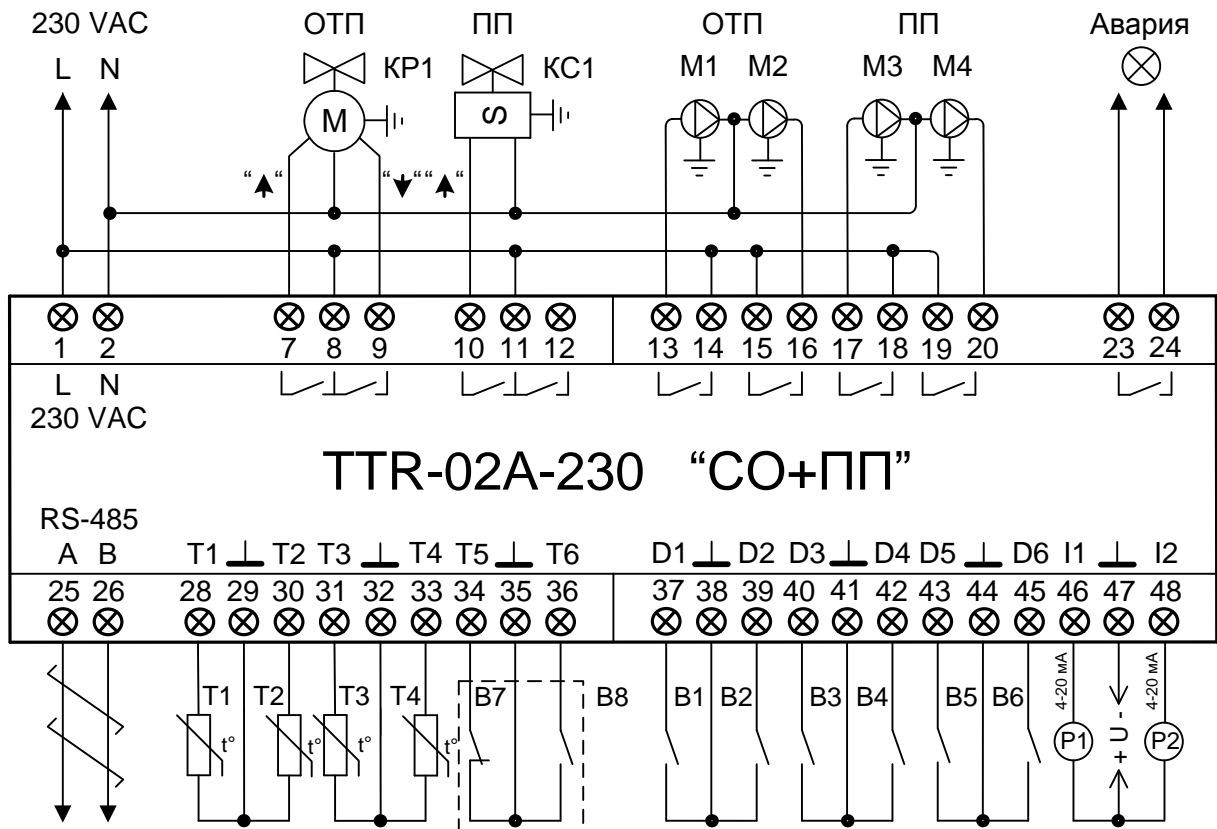 230 VAC ОТП ПП ОТП ПП Авария
L N КР1 КС1 М1 М2 М3 М4
М S
“ “ “ “ “ “
1 2 7 8 9 10 11 12 13 14 15 16 17 18 19 20 23 24
L N
230 VAC
TTR-02A-230 “СО+ПП”
RS-485
A B T1 T2 T3 T4 T5 T6 D1 D2 D3 D4 D5 D6 I1 I2
25 26 28 29 30 31 32 33 34 35 36 37 38 39 40 41 42 43 44 45 46 47 48
4-20 мА 4-20 мА
T1 T2 T3 T4 B7 B8 B1 B2 B3 B4 B5 B6
t° t° t° t° P1 + U - P2